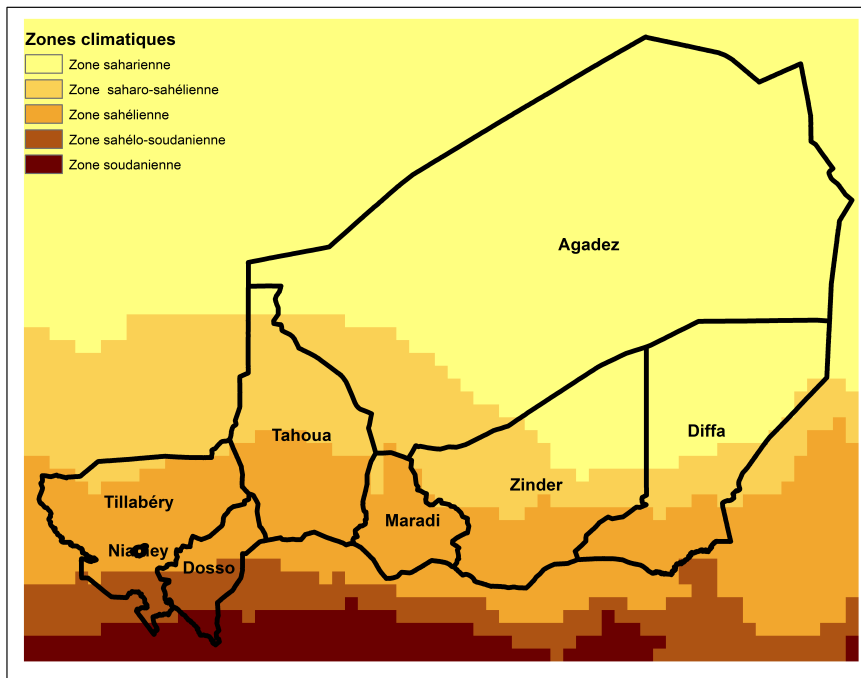 Zones climatiques
Zone saharienne
Zone saharo-sahélienne
Zone sahélienne
Zone sahélo-soudanienne
Zone soudanienne
Agadez
Diffa
Tahoua
Zinder
Tillabéry
Maradi
Niamey
Dosso